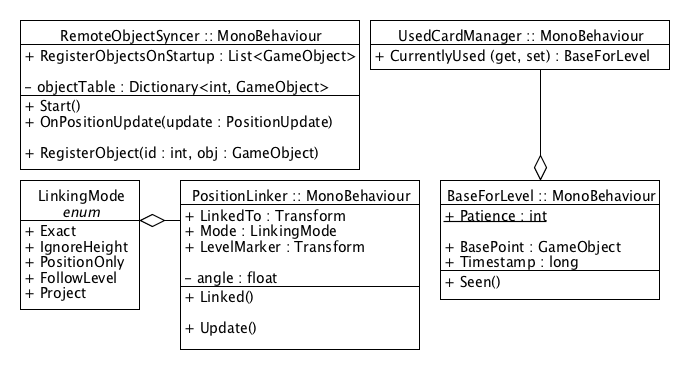 RemoteObjectSyncer :: MonoBehaviour
+ RegisterObjectsOnStartup : List<GameObject>
– objectTable : Dictionary<int, GameObject>
+ Start()
+ OnPositionUpdate(update : PositionUpdate)
+ RegisterObject(id : int, obj : GameObject)
UsedCardManager :: MonoBehaviour
+ CurrentlyUsed (get, set) : BaseForLevel
LinkingMode
enum
+ Exact
+ IgnoreHeight
+ PositionOnly
+ FollowLevel
+ Project
PositionLinker :: MonoBehaviour
+ LinkedTo : Transform
+ Mode : LinkingMode
+ LevelMarker : Transform
– angle : float
+ Linked()
+ Update()
BaseForLevel :: MonoBehaviour
+ Patience : int
+ BasePoint : GameObject
+ Timestamp : long
+ Seen()